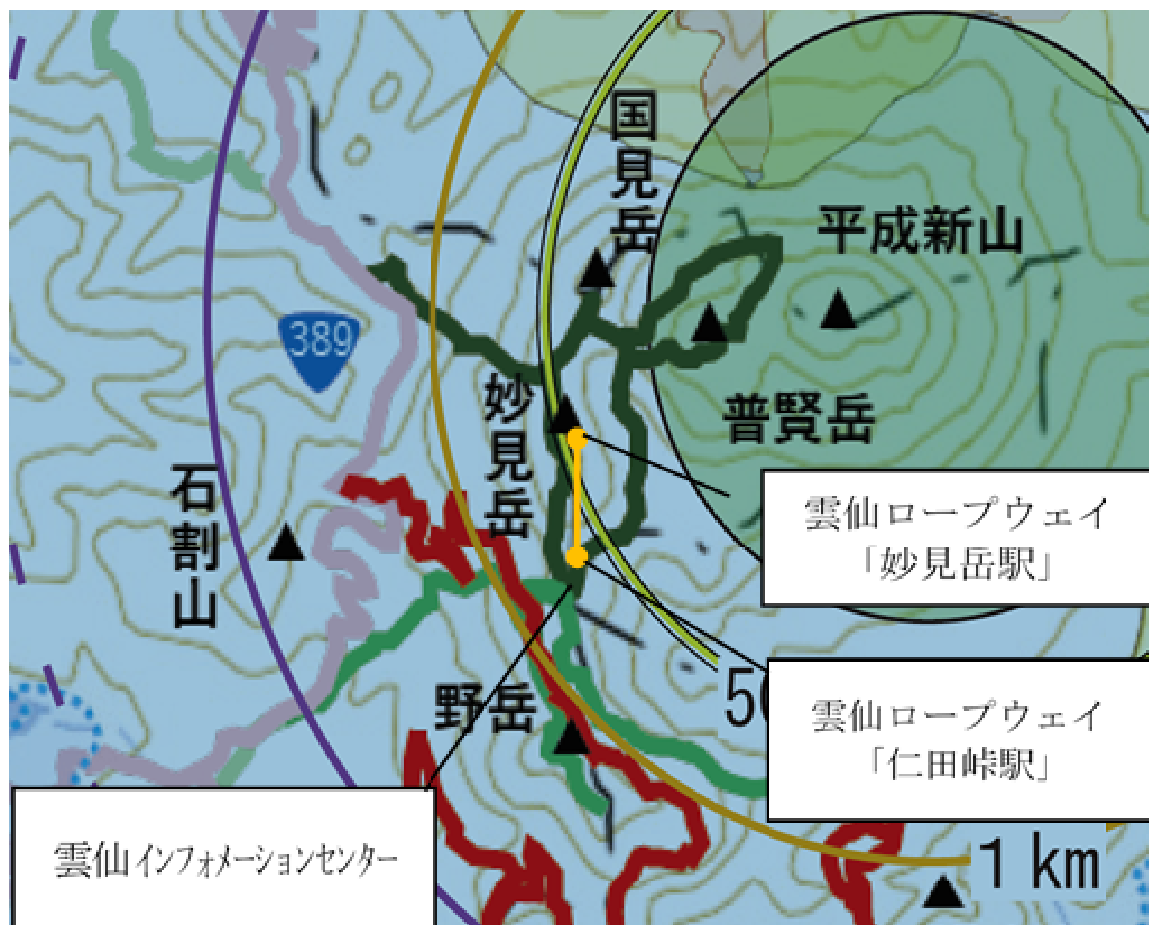 国見岳
平成新山
389
妙見岳
普賢岳
石割山
雲仙ロープウェイ
「妙見岳駅」
野岳
50
雲仙ロープウェイ
「仁田峠駅」
雲仙インフォメーションセンター
1 km